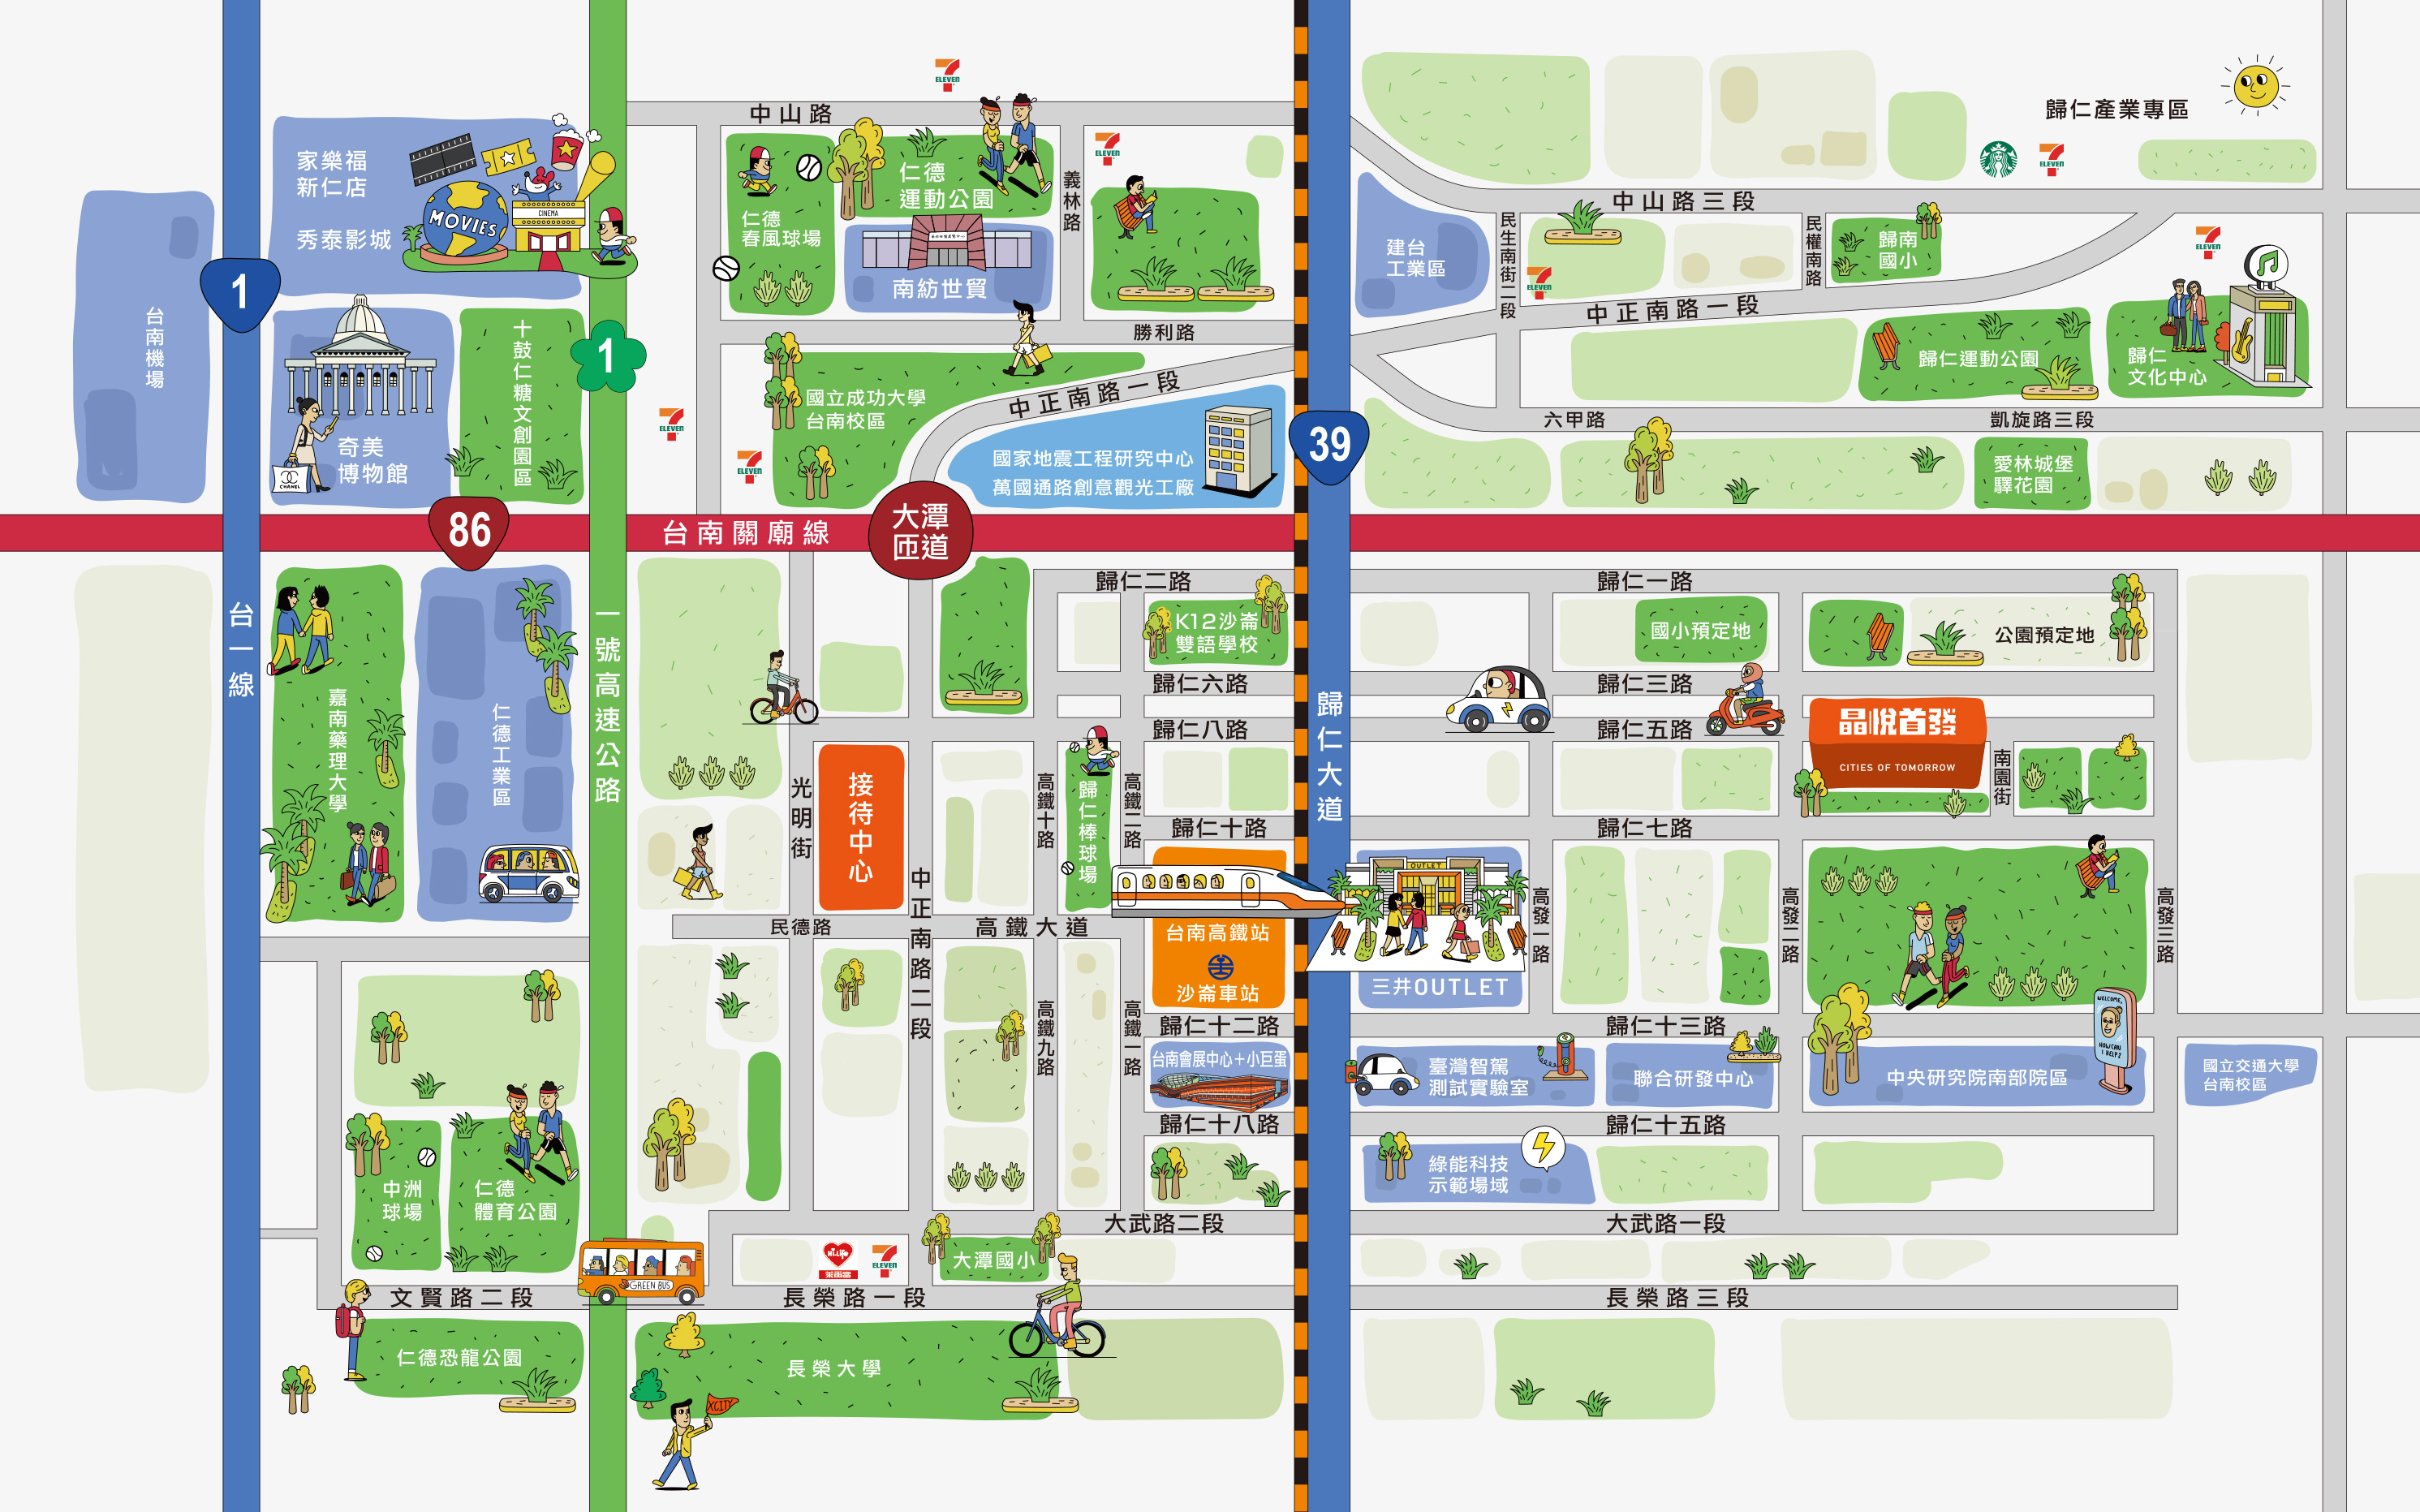 7
ELEVEN
歸仁產業專區
中山路
家樂福
新仁店
秀泰影城
MOVIES
CINEMA
仁德
運動公園
仁德
春風球場
南紡世貿
義林路
7
ELEVEN
7
ELEVEN
中山路三段
建台
工業區
民生南街二段
民權南路
歸南
國小
7
ELEVEN
7
ELEVEN
中正南路一段
台南機場
1
奇美
博物館
CHANEL
十鼓仁糖文創園區
1
勝利路
國立成功大學
台南校區
中正南路一段
7
ELEVEN
7
ELEVEN
國家地震工程研究中心
萬國通路創意觀光工廠
39
歸仁運動公園
歸仁
文化中心
六甲路
凱旋路三段
愛林城堡
驛花園
86
台南關廟線
大潭
匝道
台一線
一號高速公路
歸仁大道
嘉南藥理大學
仁德工業區
歸仁二路
K12沙崙
雙語學校
歸仁六路
歸仁八路
歸仁一路
國小預定地
公園預定地
歸仁三路
歸仁五路
晶悅首發
CITIES OF TOMORROW
南園街
光明街
接待中心
高鐵十路
歸仁棒球場
高鐵二路
歸仁十路
歸仁七路
中正南路二段
民德路
高鐵大道
台南高鐵站
沙崙車站
OUTLET
三井OUTLET
高發一路
高發二路
高發三路
高鐵九路
高鐵一路
歸仁十二路
台南會展中心+小巨蛋
歸仁十八路
歸仁十三路
臺灣智駕
測試實驗室
聯合研發中心
中央研究院南部院區
WELCOME,
HOW CAN
I HELP?
國立交通大學
台南校區
歸仁十五路
綠能科技
示範場域
中洲
球場
仁德
體育公園
大武路二段
大武路一段
Hi-Life
萊爾富
7
ELEVEN
大潭國小
GREEN BUS
文賢路二段
長榮路一段
長榮路三段
仁德恐龍公園
長榮大學
XCITY